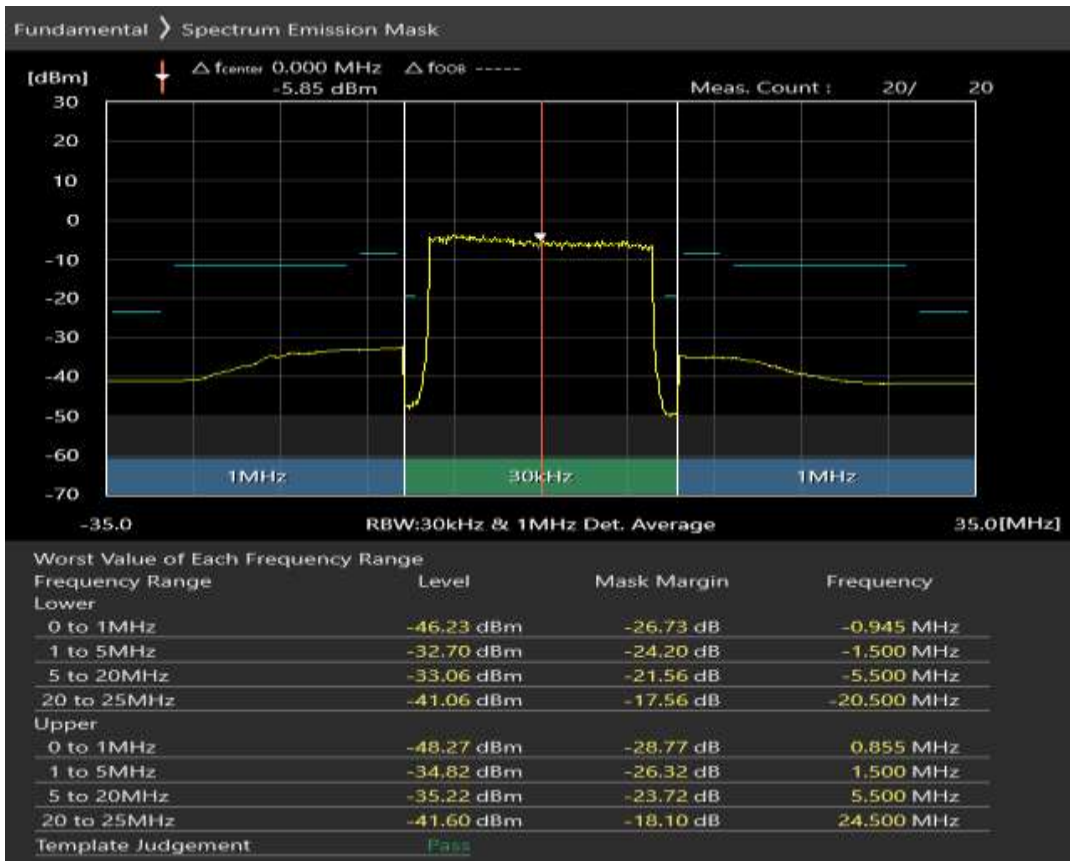 Fundamental 〉 Spectrum Emission Mask
[dBm] △ fcenter 0.000 MHz △ fOOB -----
-5.85 dBm Meas. Count : 20/ 20
30
20
10
0
-10
-20
-30
-40
-50
-60
1MHz 30kHz 1MHz
-70
-35.0 RBW:30kHz & 1MHz Det. Average 35.0[MHz]
Worst Value of Each Frequency Range
Frequency Range Level Mask Margin Frequency
Lower
0 to 1MHz -46.23 dBm -26.73 dB -0.945 MHz
1 to 5MHz -32.70 dBm -24.20 dB -1.500 MHz
5 to 20MHz -33.06 dBm -21.56 dB -5.500 MHz
20 to 25MHz -41.06 dBm -17.56 dB -20.500 MHz
Upper
0 to 1MHz -48.27 dBm -28.77 dB 0.855 MHz
1 to 5MHz -34.82 dBm -26.32 dB 1.500 MHz
5 to 20MHz -35.22 dBm -23.72 dB 5.500 MHz
20 to 25MHz -41.60 dBm -18.10 dB 24.500 MHz
Template Judgement Pass